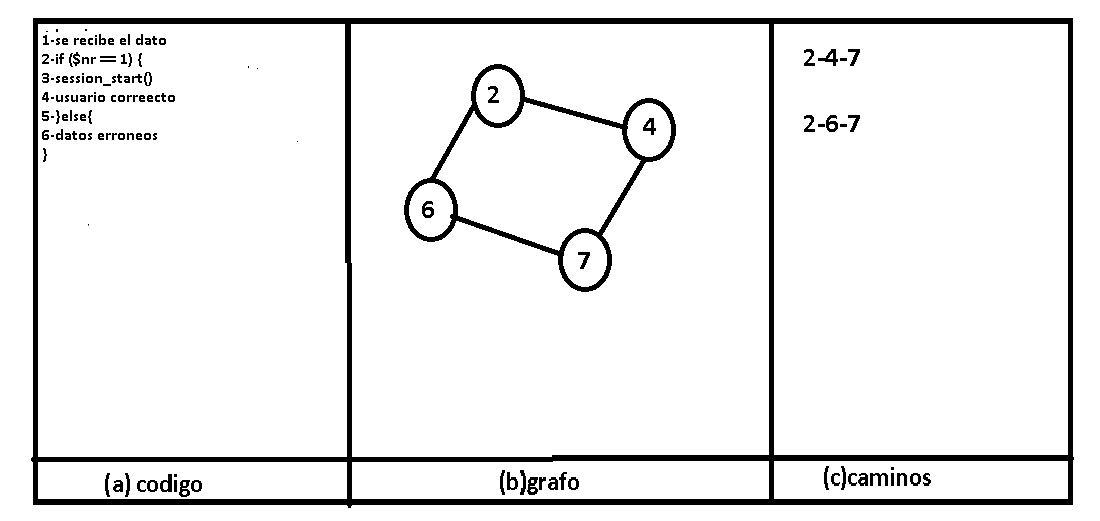 1-se recibe el dato
2-if ($nr == 1) {
3-session_start()
4-usuario correecto
5-}else{
6-datos erroneos
}
2
4
6
7
2-4-7
2-6-7
(a) codigo
(b)grafo
(c)caminos